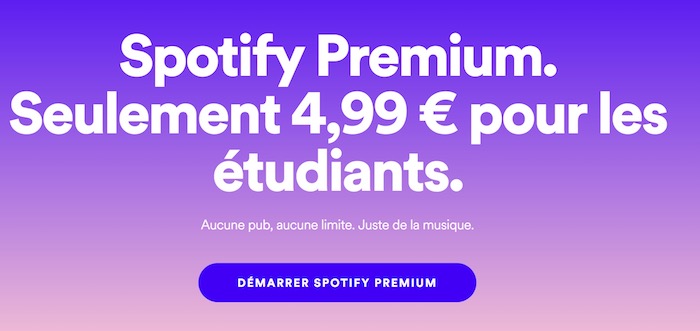 Spotify Premium.
Seulement 4,99 € pour les
étudiants.
Aucune pub, aucune limite. Juste de la musique.
DÉMARRER SPOTIFY PREMIUM